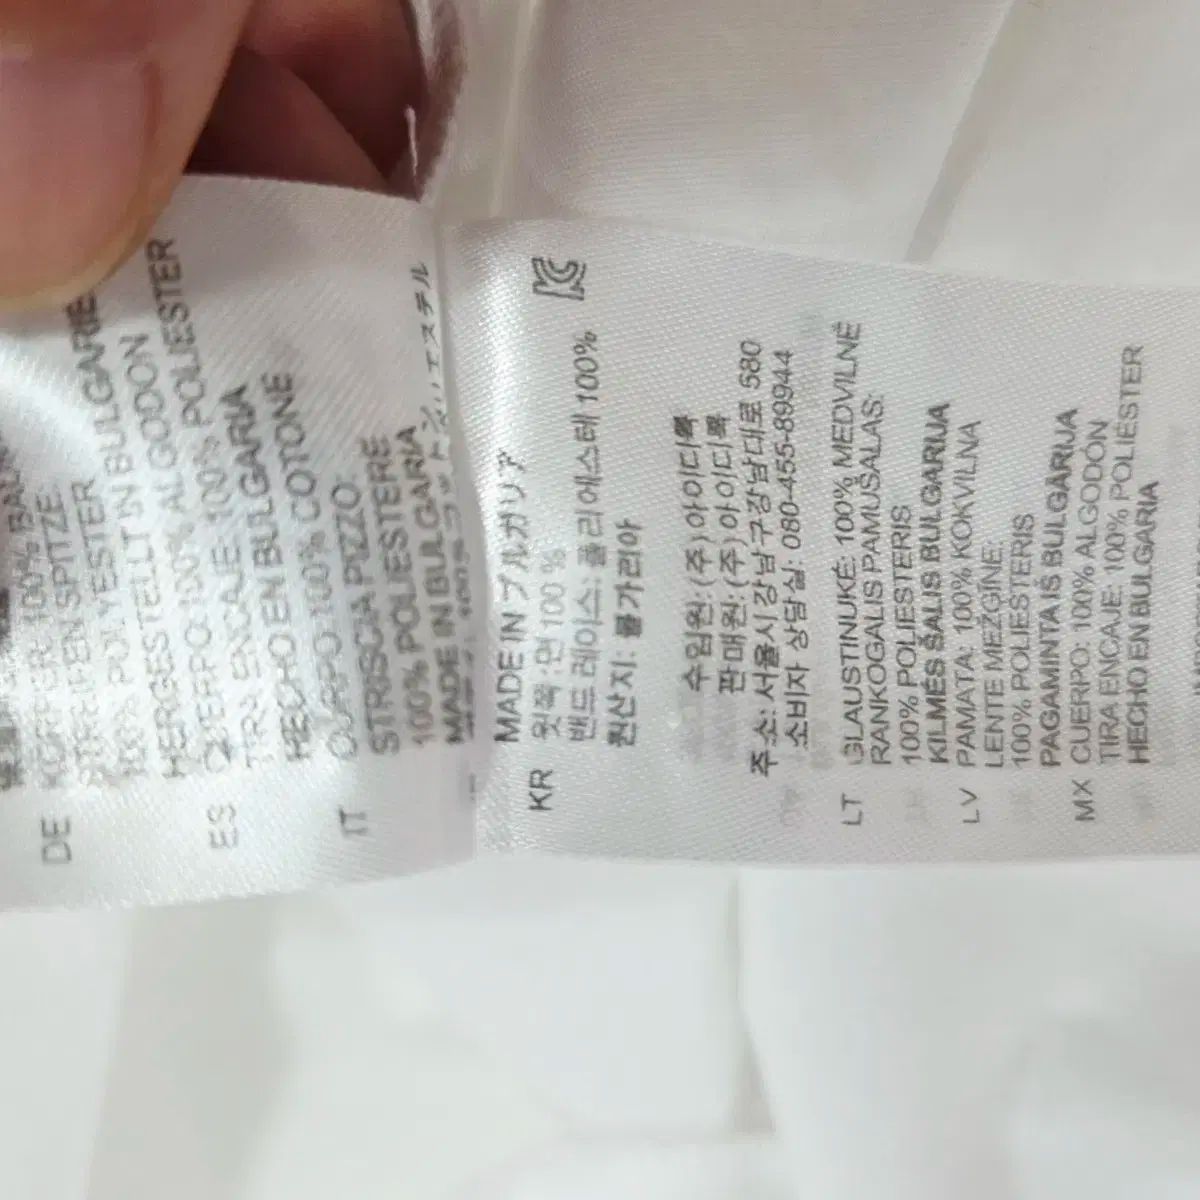 DE
KÖRPER: 100%
STREIFEN SPITZE:
100% POLYESTER
HERGESTELLT IN BULGARIEN
ES
CUERPO: 100% ALGODÓN
TIRA ENCAJE: 100% POLIÉSTER
HECHO EN BULGARIA
IT
CORPO 100% COTONE
STRISCIA PIZZO:
100% POLIESTERE
MADE IN BULGARIA
MADE IN ブルガリア
KR
윗쪽 : 면 100 %
밴드 레이스: 폴리에스테 100%
원산지: 불가리아
수임원: (주)아이디룩
판매원: (주)아이디룩
주소: 서울시 강남구강남대로 580
소비자 상담실: 080-455-89944
LT
GLAUSTINUKĖ: 100% MEDVILNĖ
RANKOGALIS PAMUŠALAS:
100% POLIESTERIS
KILMĖS ŠALIS BULGARIJA
LV
PAMATA: 100% KOKVILNA
LENTE MEŽĢINE:
100% POLIESTERIS
PAGAMINTA IŠ BULGARIJA
MX
CUERPO: 100% ALGODÓN
TIRA ENCAJE: 100% POLIÉSTER
HECHO EN BULGARIA